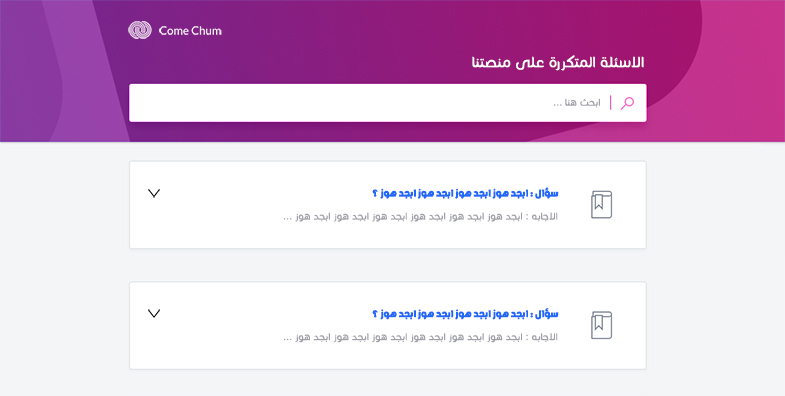 Come Chum
الاسئلة المتكررة على منصتنا
ابحث هنا ...
سؤال : ابجد هوز ابجد هوز ابجد هوز ابجد هوز ؟
الاجابه : ابجد هوز ابجد هوز ابجد هوز ابجد هوز ابجد هوز ابجد هوز ...
سؤال : ابجد هوز ابجد هوز ابجد هوز ابجد هوز ؟
الاجابه : ابجد هوز ابجد هوز ابجد هوز ابجد هوز ابجد هوز ابجد هوز ...